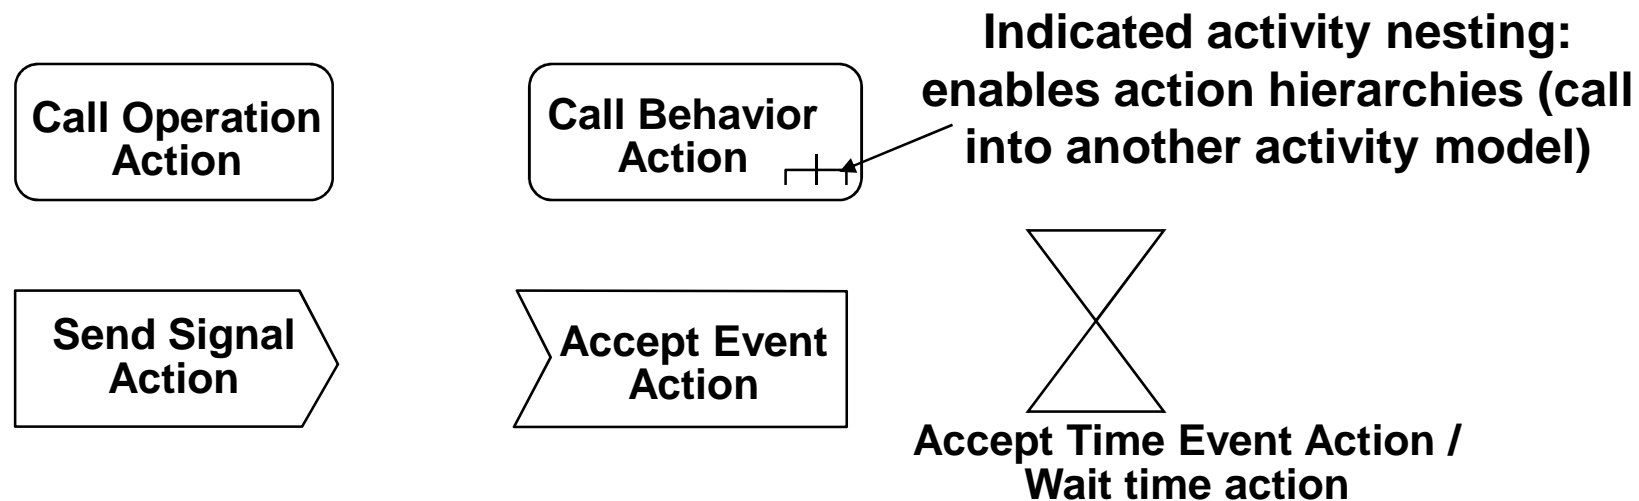 Indicated activity nesting:
enables action hierarchies (call
into another activity model)
Call Operation
Action
Call Behavior
Action
Send Signal
Action
Accept Event
Action
Accept Time Event Action /
Wait time action